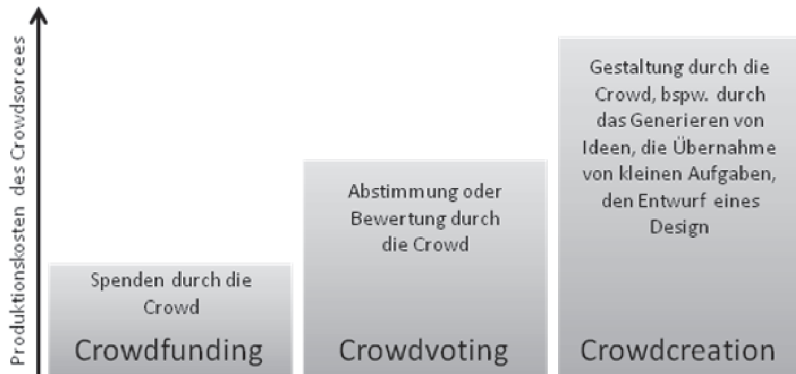 Produktionskosten des Crowdsorcees
Spenden durch die
Crowd
Crowdfunding
Abstimmung oder
Bewertung durch
die Crowd
Crowdvoting
Gestaltung durch die
Crowd, bspw. durch
das Generieren von
Ideen, die Übernahme
von kleinen Aufgaben,
den Entwurf eines
Design
Crowdcreation